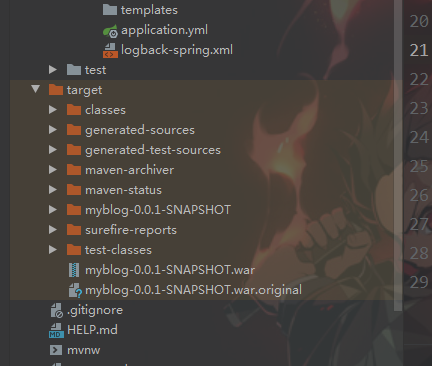 templates
20
application.yml
logback-spring.xml
21
test
22
target
classes
23
generated-sources
24
generated-test-sources
25
maven-archiver
maven-status
26
myblog-0.0.1-SNAPSHOT
27
surefire-reports
test-classes
28
myblog-0.0.1-SNAPSHOT.war
29
myblog-0.0.1-SNAPSHOT.war.original
.gitignore
HELP.md
mvnw